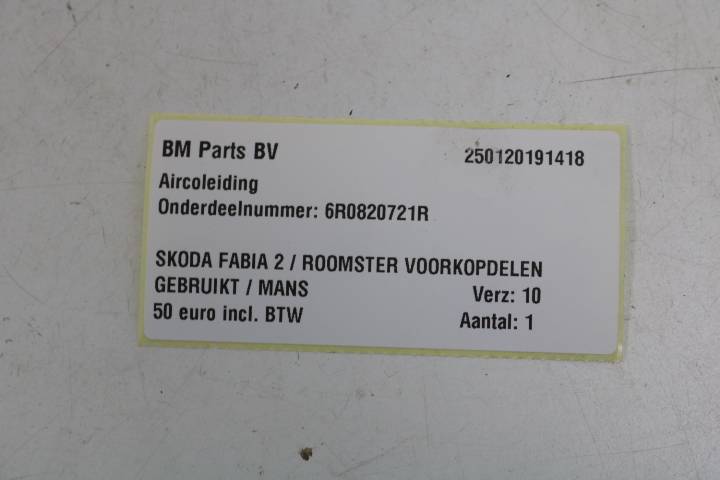 BM Parts BV 250120191418
Aircoleiding
Onderdeelnummer: 6R0820721R
SKODA FABIA 2 / ROOMSTER VOORKOPDELEN
GEBRUIKT / MANS Verz: 10
50 euro incl. BTW Aantal: 1